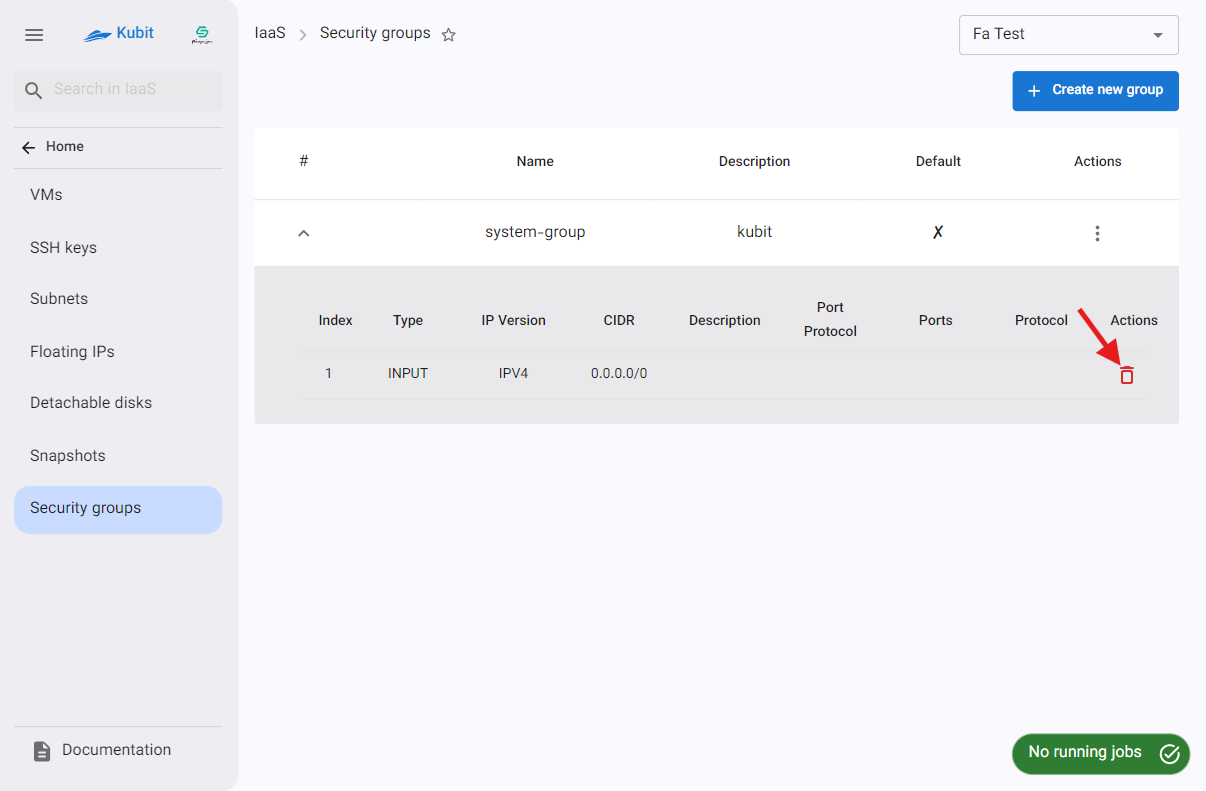 Kubit
Search in IaaS
Home
VMs
SSH keys
Subnets
Floating IPs
Detachable disks
Snapshots
Security groups
Documentation
IaaS > Security groups
Fa Test
+ Create new group
# Name Description Default Actions
system-group kubit ✗
Index Type IP Version CIDR Description Port Protocol Ports Protocol Actions
1 INPUT IPV4 0.0.0.0/0
No running jobs